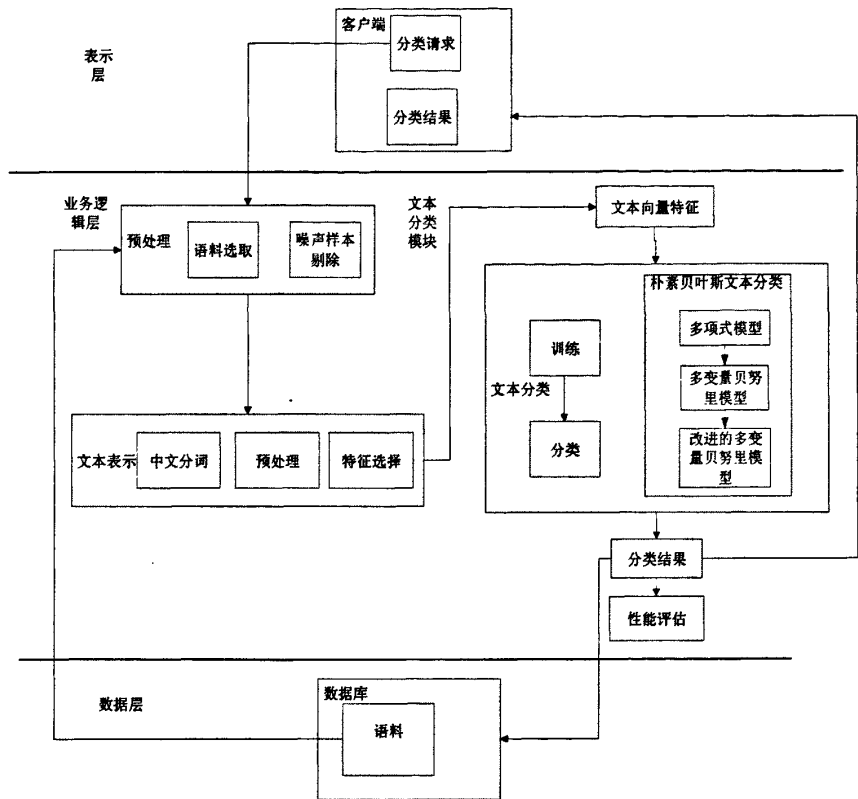 客户端
分类请求
表示
层
分类结果
业务逻
辑层
预处理
语料选取
噪声样本
剔除
文本
分类
模块
文本向量特征
朴素贝叶斯文本分类
多项式模型
训练
多变量贝努
里模型
文本分类
分类
改进的多变
量贝努里模
型
文本表示
中文分词
预处理
特征选择
分类结果
性能评估
数据层
数据库
语料